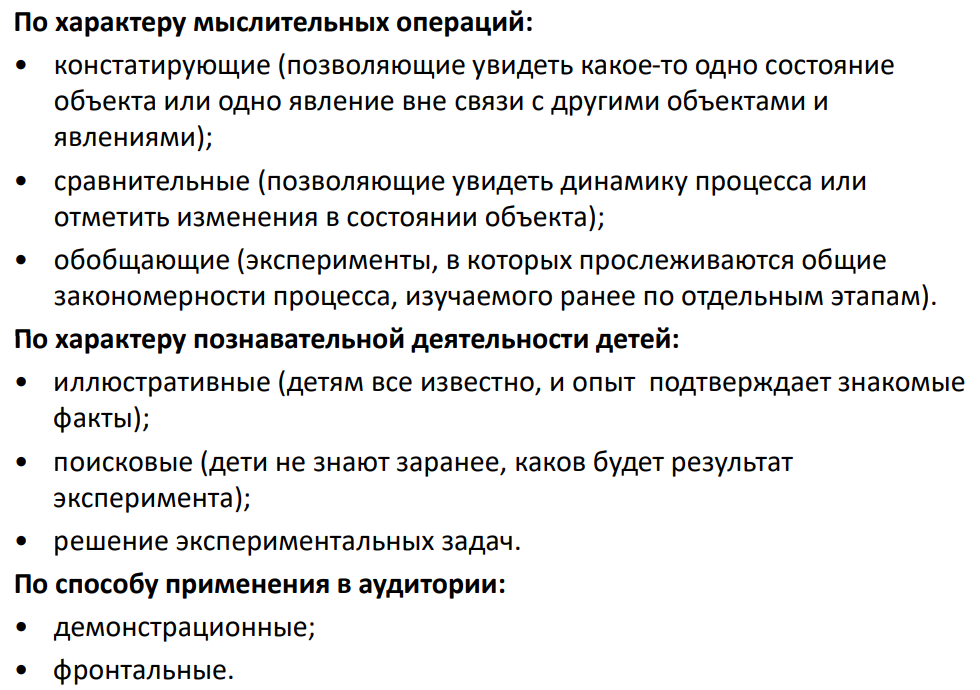 По характеру мыслительных операций:
• констатирующие (позволяющие увидеть какое-то одно состояние
объекта или одно явление вне связи с другими объектами и
явлениями);
• сравнительные (позволяющие увидеть динамику процесса или
отметить изменения в состоянии объекта);
• обобщающие (эксперименты, в которых прослеживаются общие
закономерности процесса, изучаемого ранее по отдельным этапам).
По характеру познавательной деятельности детей:
• иллюстративные (детям все известно, и опыт  подтверждает знакомые
факты);
• поисковые (дети не знают заранее, каков будет результат
эксперимента);
• решение экспериментальных задач.
По способу применения в аудитории:
• демонстрационные;
• фронтальные.